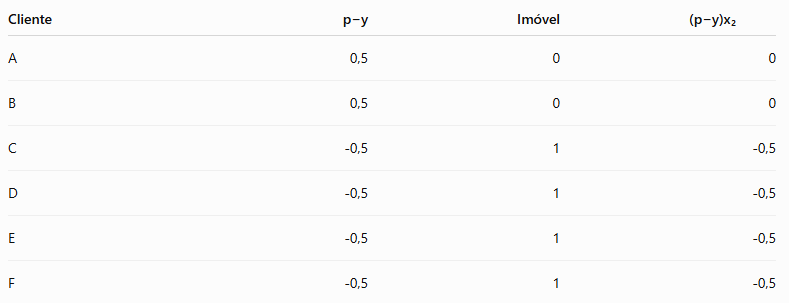 Cliente p−y Imóvel (p−y)x₂
A 0,5 0 0
B 0,5 0 0
C -0,5 1 -0,5
D -0,5 1 -0,5
E -0,5 1 -0,5
F -0,5 1 -0,5